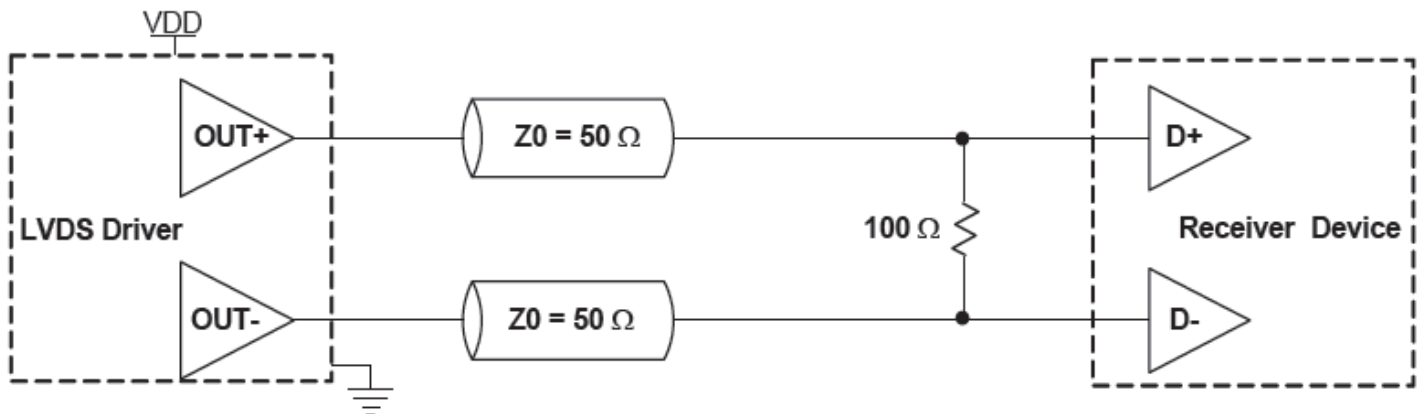 VDD
OUT+
Z0 = 50 Ω
D+
LVDS Driver
100 Ω
Receiver Device
OUT-
Z0 = 50 Ω
D-